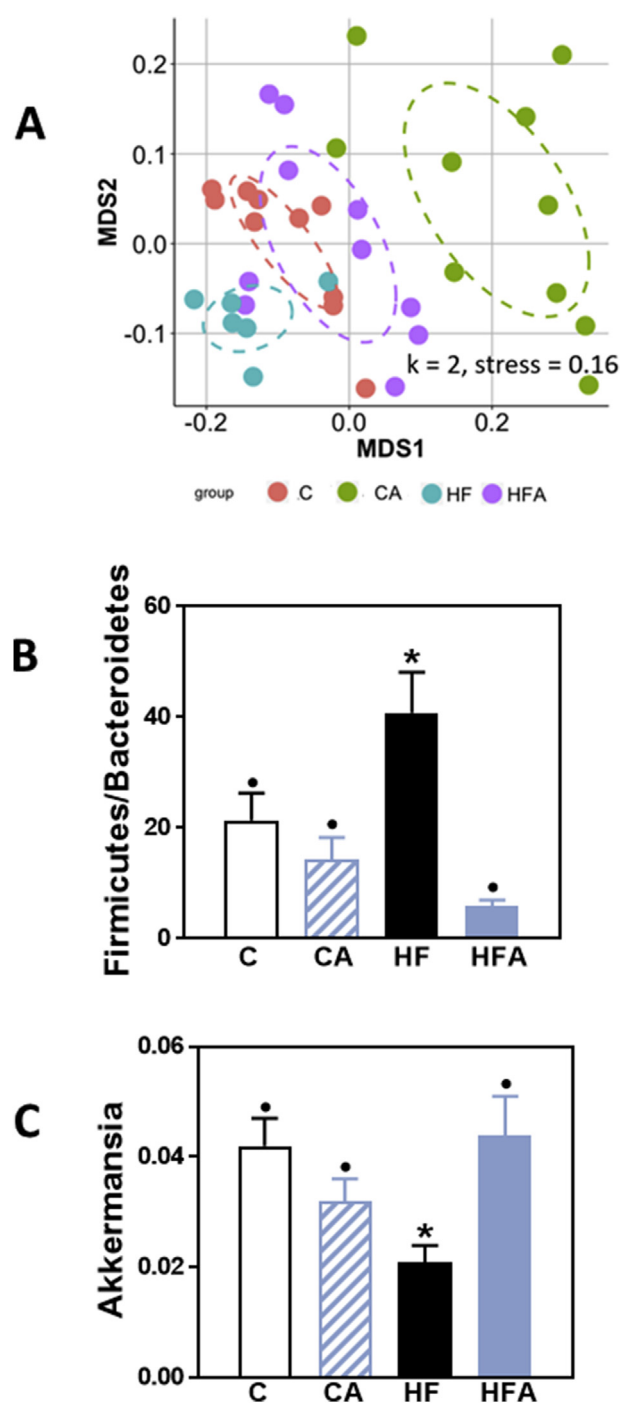 A
MDS2
0.2
0.1
0.0
-0.1
k = 2, stress = 0.16
-0.2
0.0
0.2
MDS1
group C CA HF HFA
B
Firmicutes/Bacteroidetes
60
40
20
0
*
C CA HF HFA
C
Akkermansia
0.06
0.04
0.02
0.00
*
C CA HF HFA